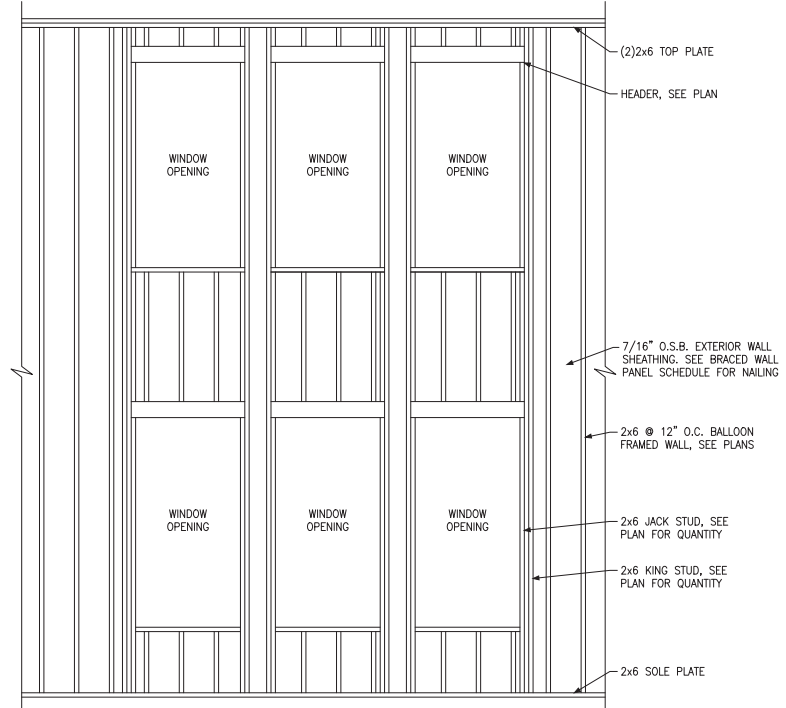 (2)2x6 TOP PLATE
HEADER, SEE PLAN
WINDOW
OPENING
WINDOW
OPENING
WINDOW
OPENING
7/16" O.S.B. EXTERIOR WALL
SHEATHING. SEE BRACED WALL
PANEL SCHEDULE FOR NAILING
2x6 @ 12" O.C. BALLOON
FRAMED WALL, SEE PLANS
WINDOW
OPENING
WINDOW
OPENING
WINDOW
OPENING
2x6 JACK STUD, SEE
PLAN FOR QUANTITY
2x6 KING STUD, SEE
PLAN FOR QUANTITY
2x6 SOLE PLATE